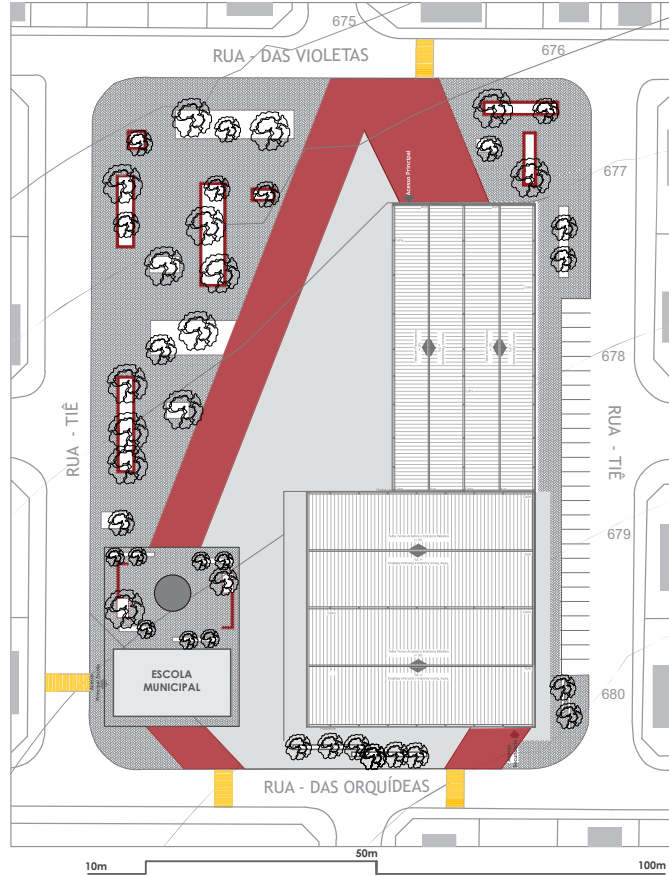 675
RUA - DAS VIOLETAS
676
677
Acesso Principal
678
RUA - TIÊ
RUA - TIÊ
679
ESCOLA
MUNICIPAL
680
RUA - DAS ORQUÍDEAS
10m
50m
100m